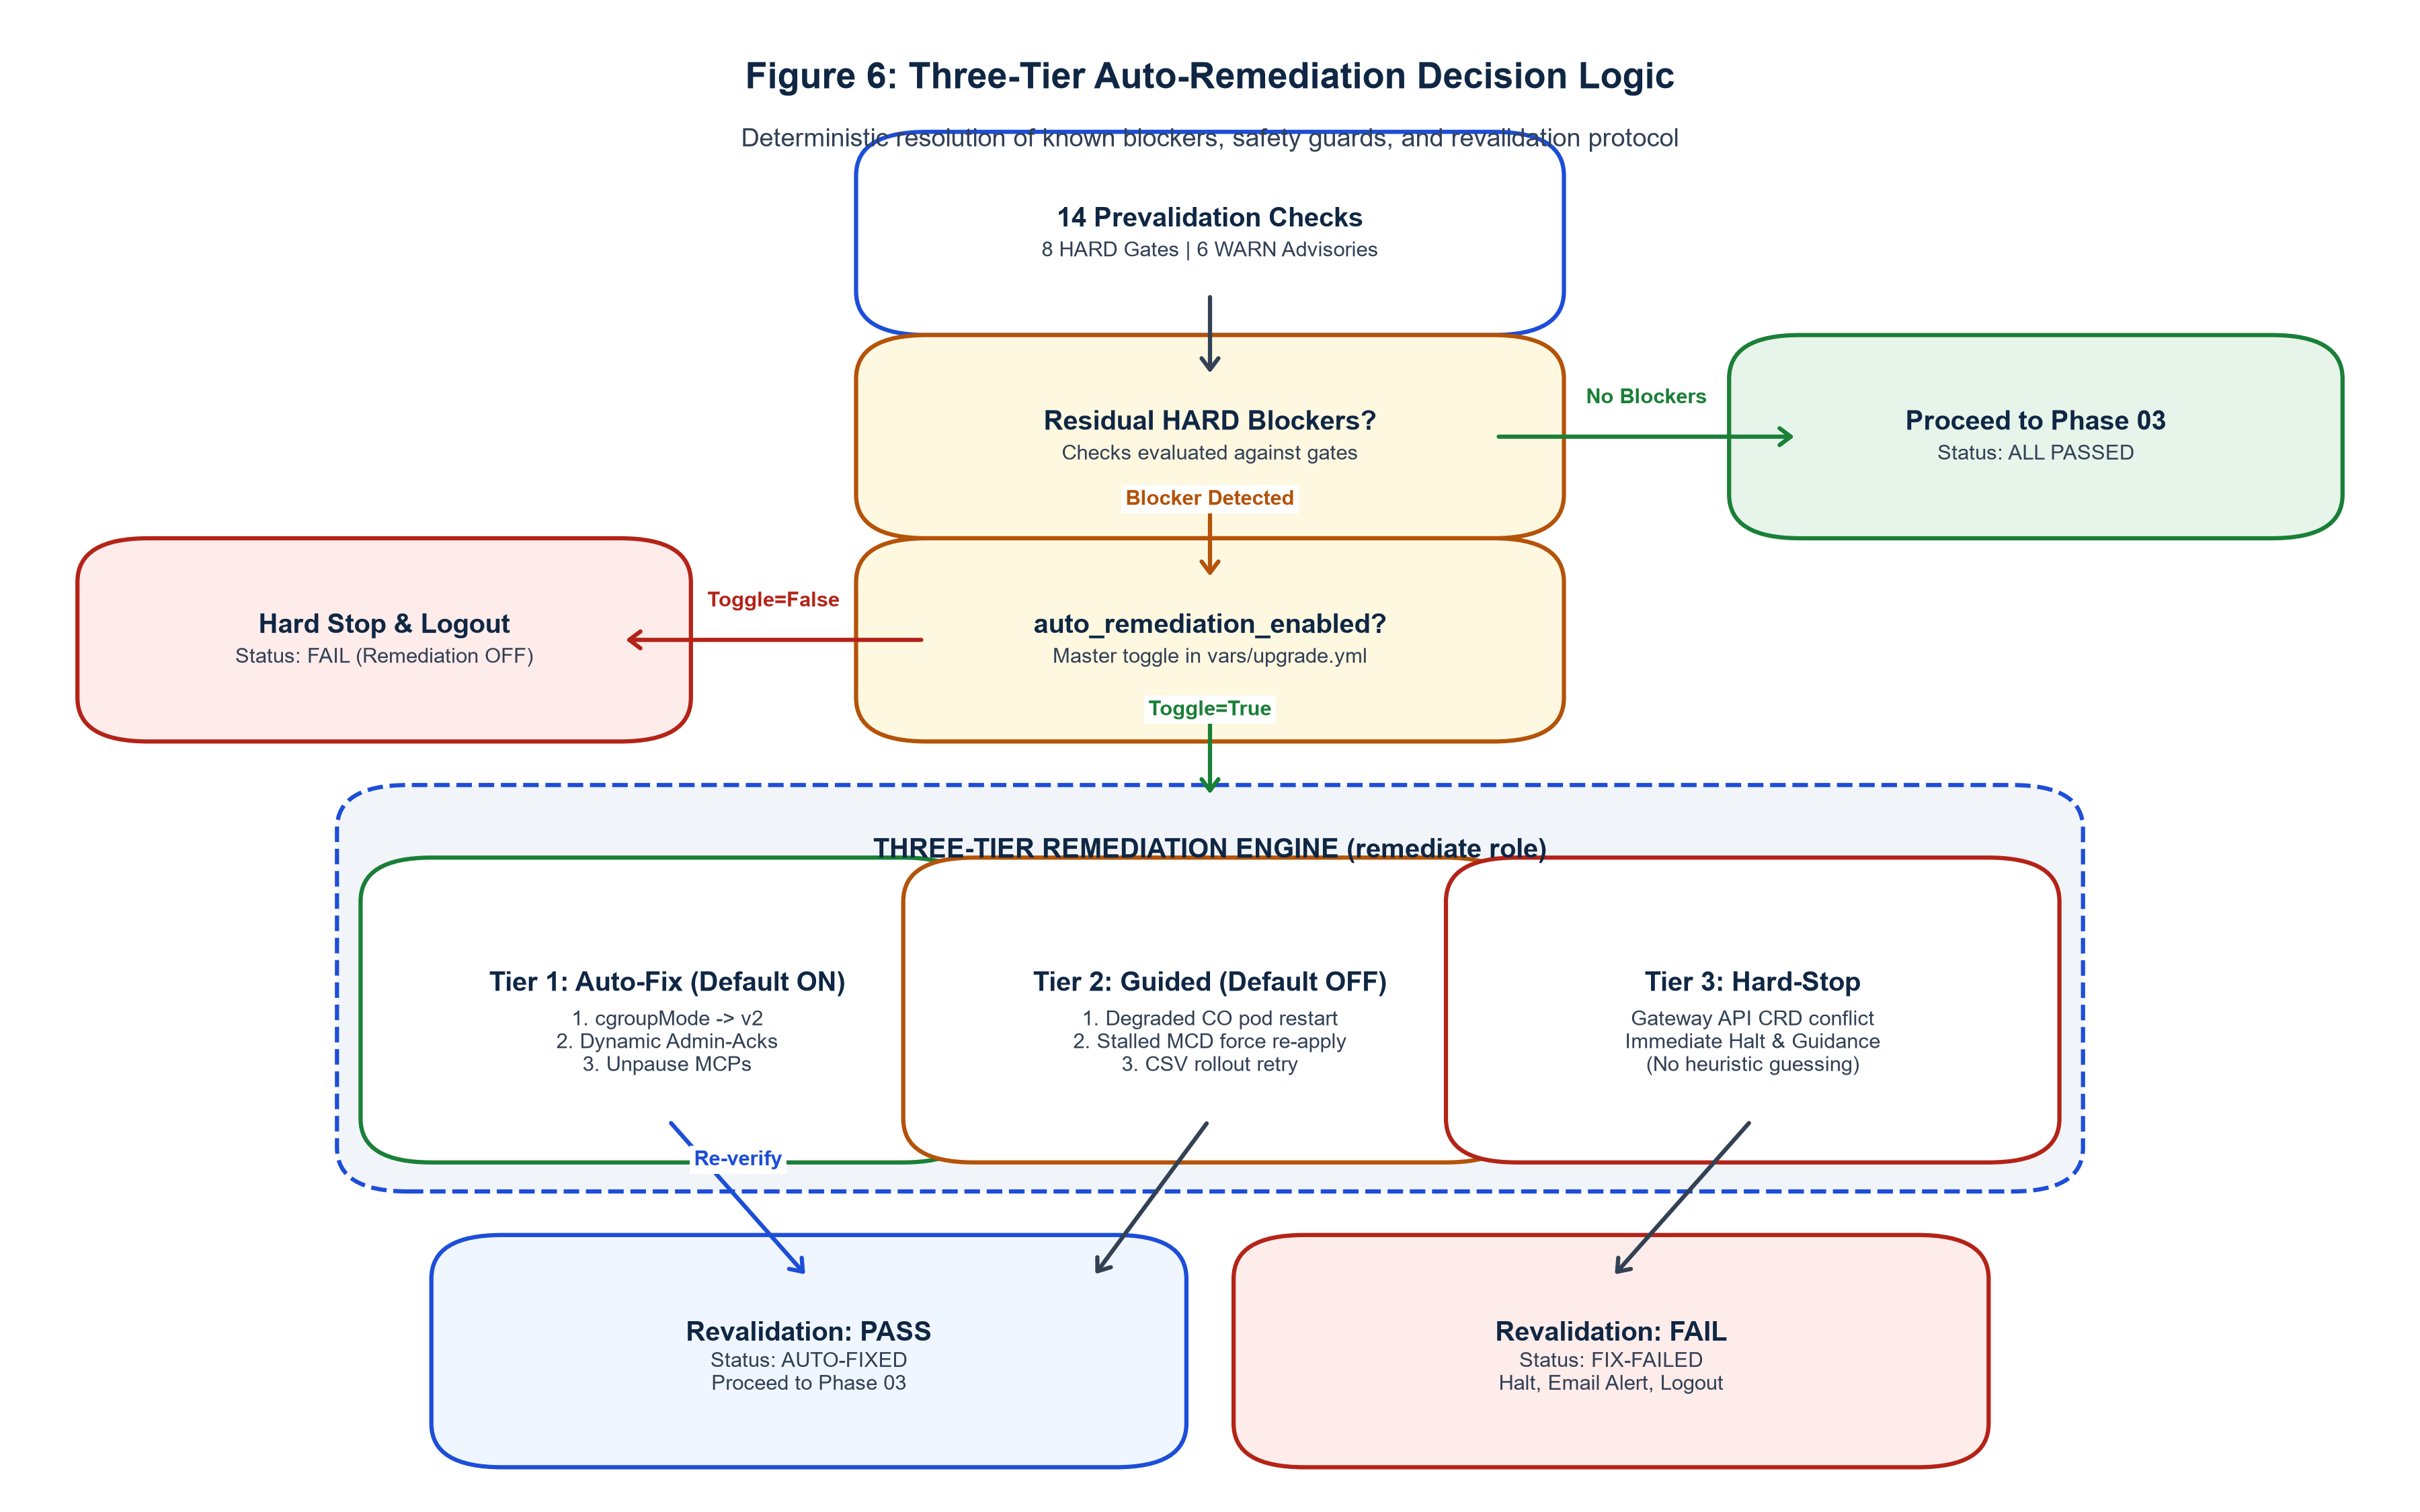 Figure 6: Three-Tier Auto-Remediation Decision Logic
Deterministic resolution of known blockers, safety guards, and revalidation protocol
14 Prevalidation Checks
8 HARD Gates | 6 WARN Advisories
Residual HARD Blockers?
Checks evaluated against gates
No Blockers
Proceed to Phase 03
Status: ALL PASSED
Blocker Detected
Hard Stop & Logout
Status: FAIL (Remediation OFF)
Toggle=False
auto_remediation_enabled?
Master toggle in vars/upgrade.yml
Toggle=True
THREE-TIER REMEDIATION ENGINE (remediate role)
Tier 1: Auto-Fix (Default ON)
1. cgroupMode -> v2
2. Dynamic Admin-Acks
3. Unpause MCPs
Tier 2: Guided (Default OFF)
1. Degraded CO pod restart
2. Stalled MCD force re-apply
3. CSV rollout retry
Tier 3: Hard-Stop
Gateway API CRD conflict
Immediate Halt & Guidance
(No heuristic guessing)
Re-verify
Revalidation: PASS
Status: AUTO-FIXED
Proceed to Phase 03
Revalidation: FAIL
Status: FIX-FAILED
Halt, Email Alert, Logout